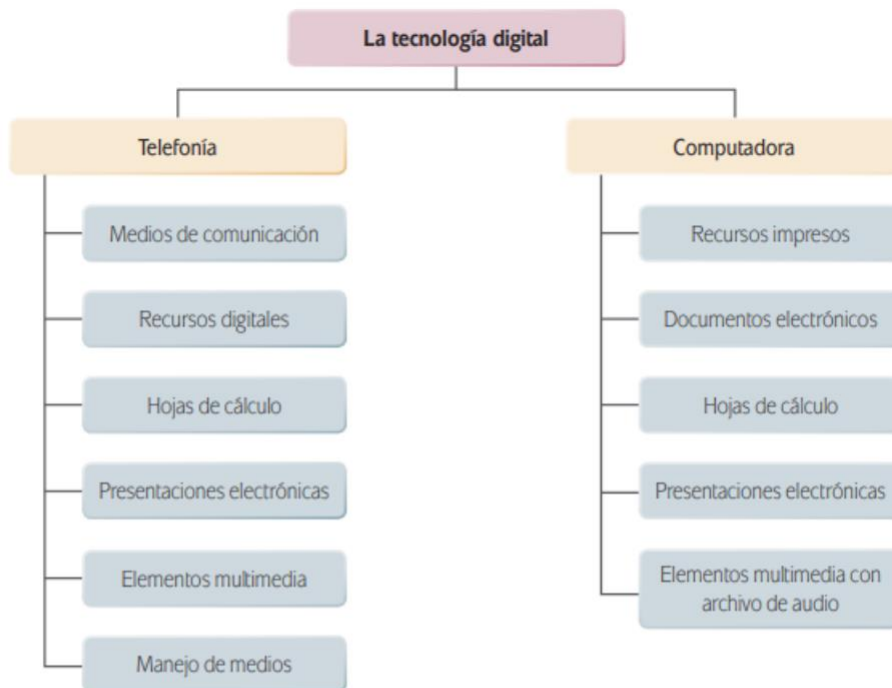 La tecnología digital
Telefonía
Medios de comunicación
Recursos digitales
Hojas de cálculo
Presentaciones electrónicas
Elementos multimedia
Manejo de medios
Computadora
Recursos impresos
Documentos electrónicos
Hojas de cálculo
Presentaciones electrónicas
Elementos multimedia con
archivo de audio